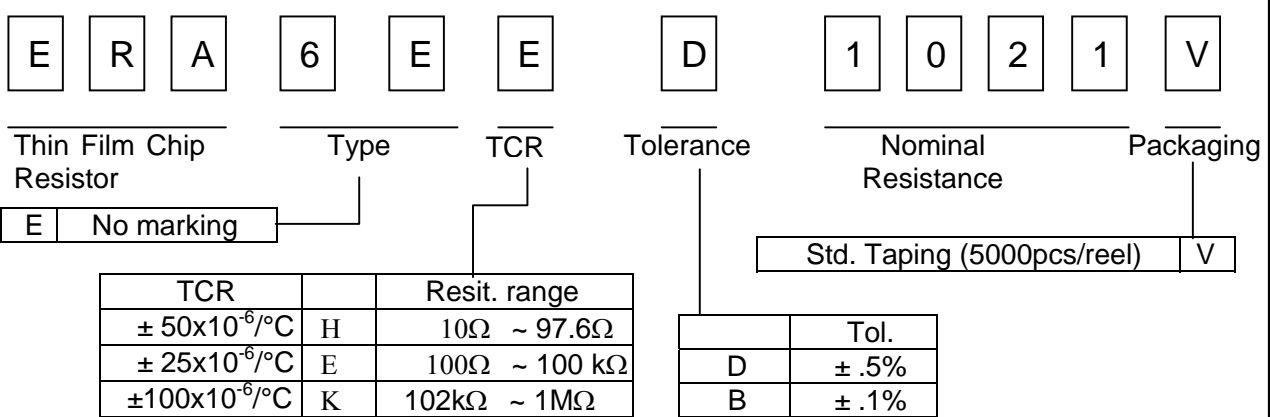 E R A 6 E E D 1 0 2 1 V
Thin Film Chip Resistor
Type
TCR
Tolerance
Nominal Resistance
Packaging
E No marking
Std. Taping (5000pcs/reel) V
TCR Resit. range
± 50x10⁻⁶/°C H 10Ω ~ 97.6Ω
± 25x10⁻⁶/°C E 100Ω ~ 100 kΩ
±100x10⁻⁶/°C K 102kΩ ~ 1MΩ
Tol.
D ± .5%
B ± .1%